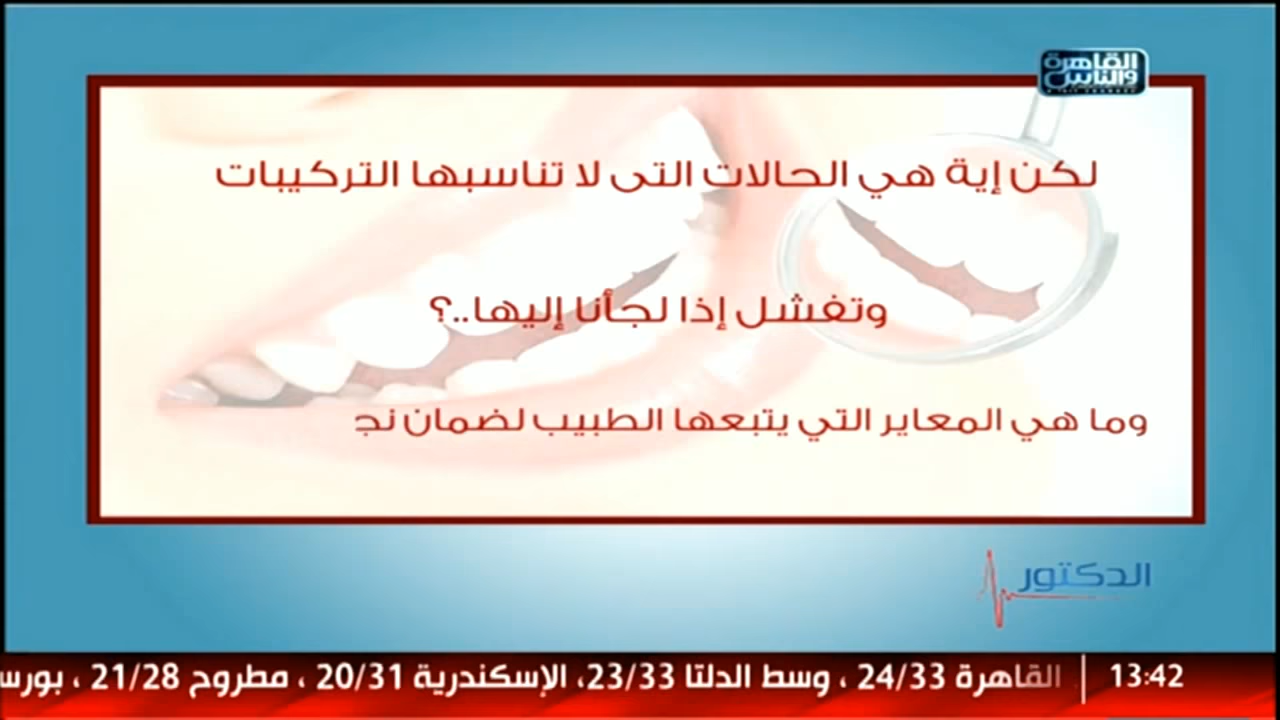 القاهرة
والناس
لكن إية هي الحالات التى لا تناسبها التركيبات
وتفشل إذا لجأنا إليها..؟
وما هي المعاير التي يتبعها الطبيب لضمان نج
الدكتور
13:42 القاهرة 24/33 ، وسط الدلتا 23/33، الإسكندرية 20/31 ، مطروح 21/28 ، بورس